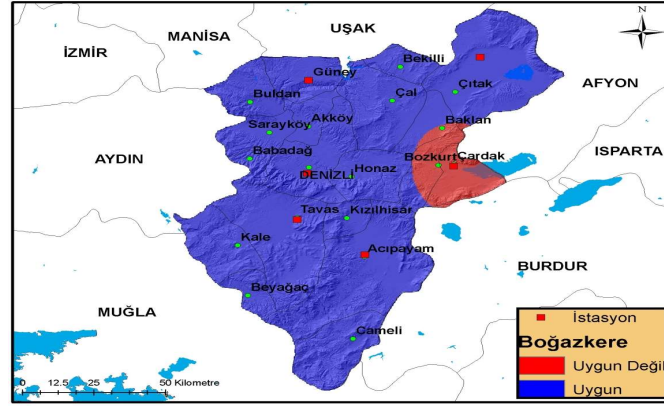 UŞAK
N
MANİSA
İZMİR
Bekilli
Güney
AFYON
Çıtak
Buldan
Çal
Akköy
Baklan
Sarayköy
ISPARTA
Babadağ
AYDIN
Bozkurt
Çardak
DENİZLİ
Honaz
Tavas
Kızılhisar
Kale
Acıpayam
BURDUR
Beyağaç
MUĞLA
Çameli
İstasyon
Boğazkere
Uygun Değil
Uygun
0 12.5 25 50 Kilometre